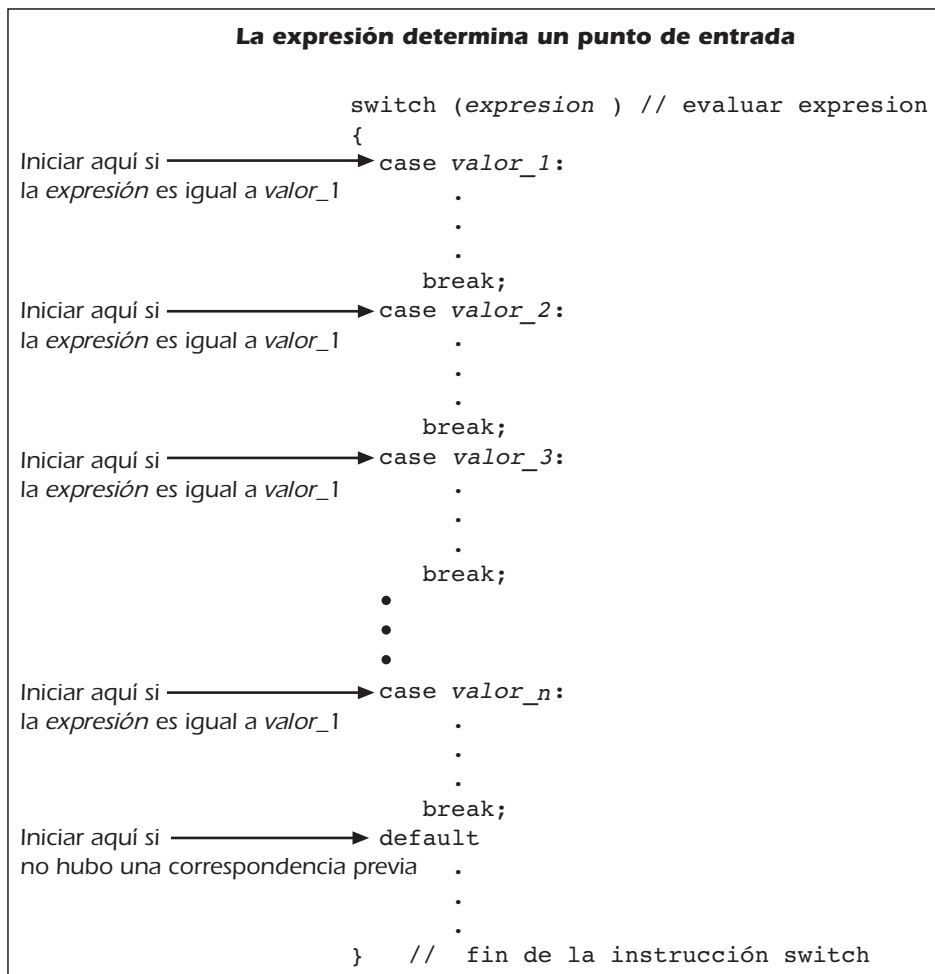 La expresión determina un punto de entrada
switch (expresion ) // evaluar expresion
{
Iniciar aquí si
la expresión es igual a valor_1
case valor_1:
.
.
.
break;
Iniciar aquí si
la expresión es igual a valor_1
case valor_2:
.
.
.
break;
Iniciar aquí si
la expresión es igual a valor_1
case valor_3:
.
.
.
break;
•
•
•
Iniciar aquí si
la expresión es igual a valor_1
case valor_n:
.
.
.
break;
Iniciar aquí si
no hubo una correspondencia previa
default
.
.
.
} // fin de la instrucción switch